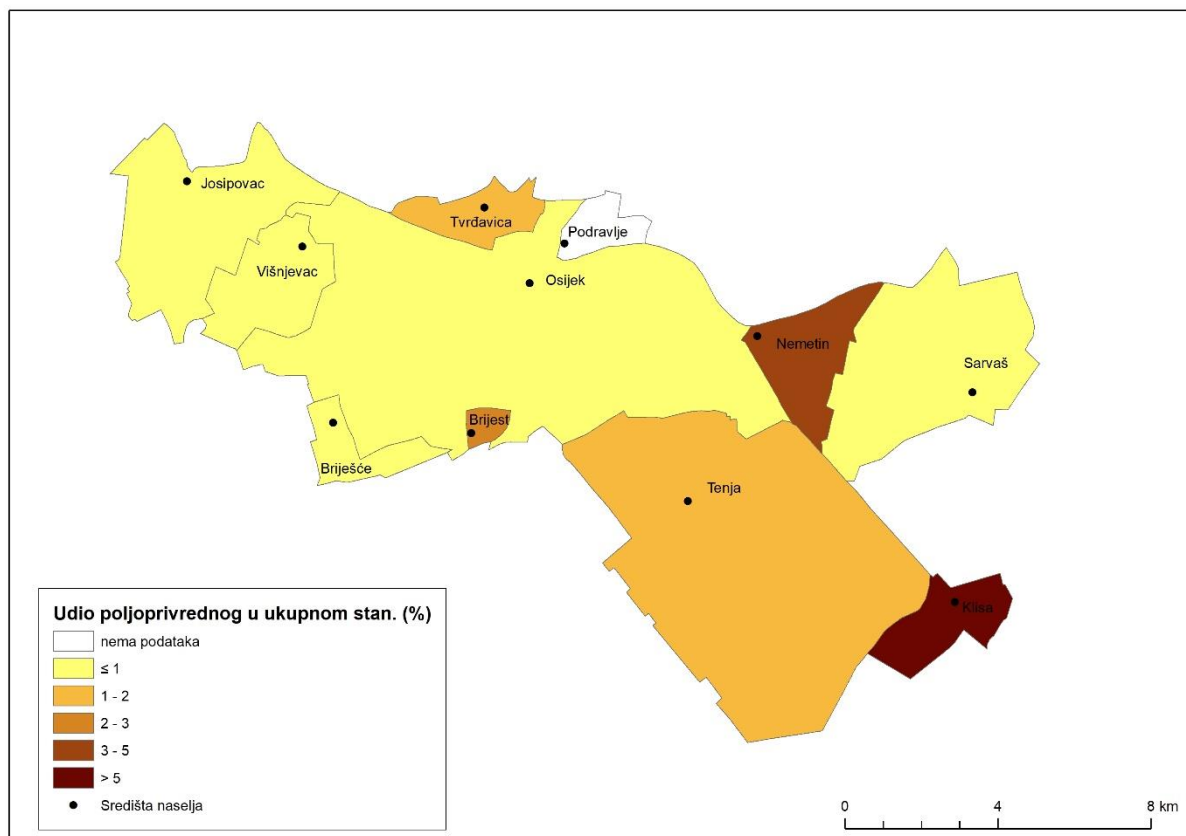 Josipovac
Tvrđavica
Podravlje
Višnjevac
Osijek
Nemetin
Sarvaš
Brijest
Briješće
Tenja
Klisa
Udio poljoprivrednog u ukupnom stan. (%)
nema podataka
≤ 1
1 - 2
2 - 3
3 - 5
> 5
Središta naselja
0 4 8 km